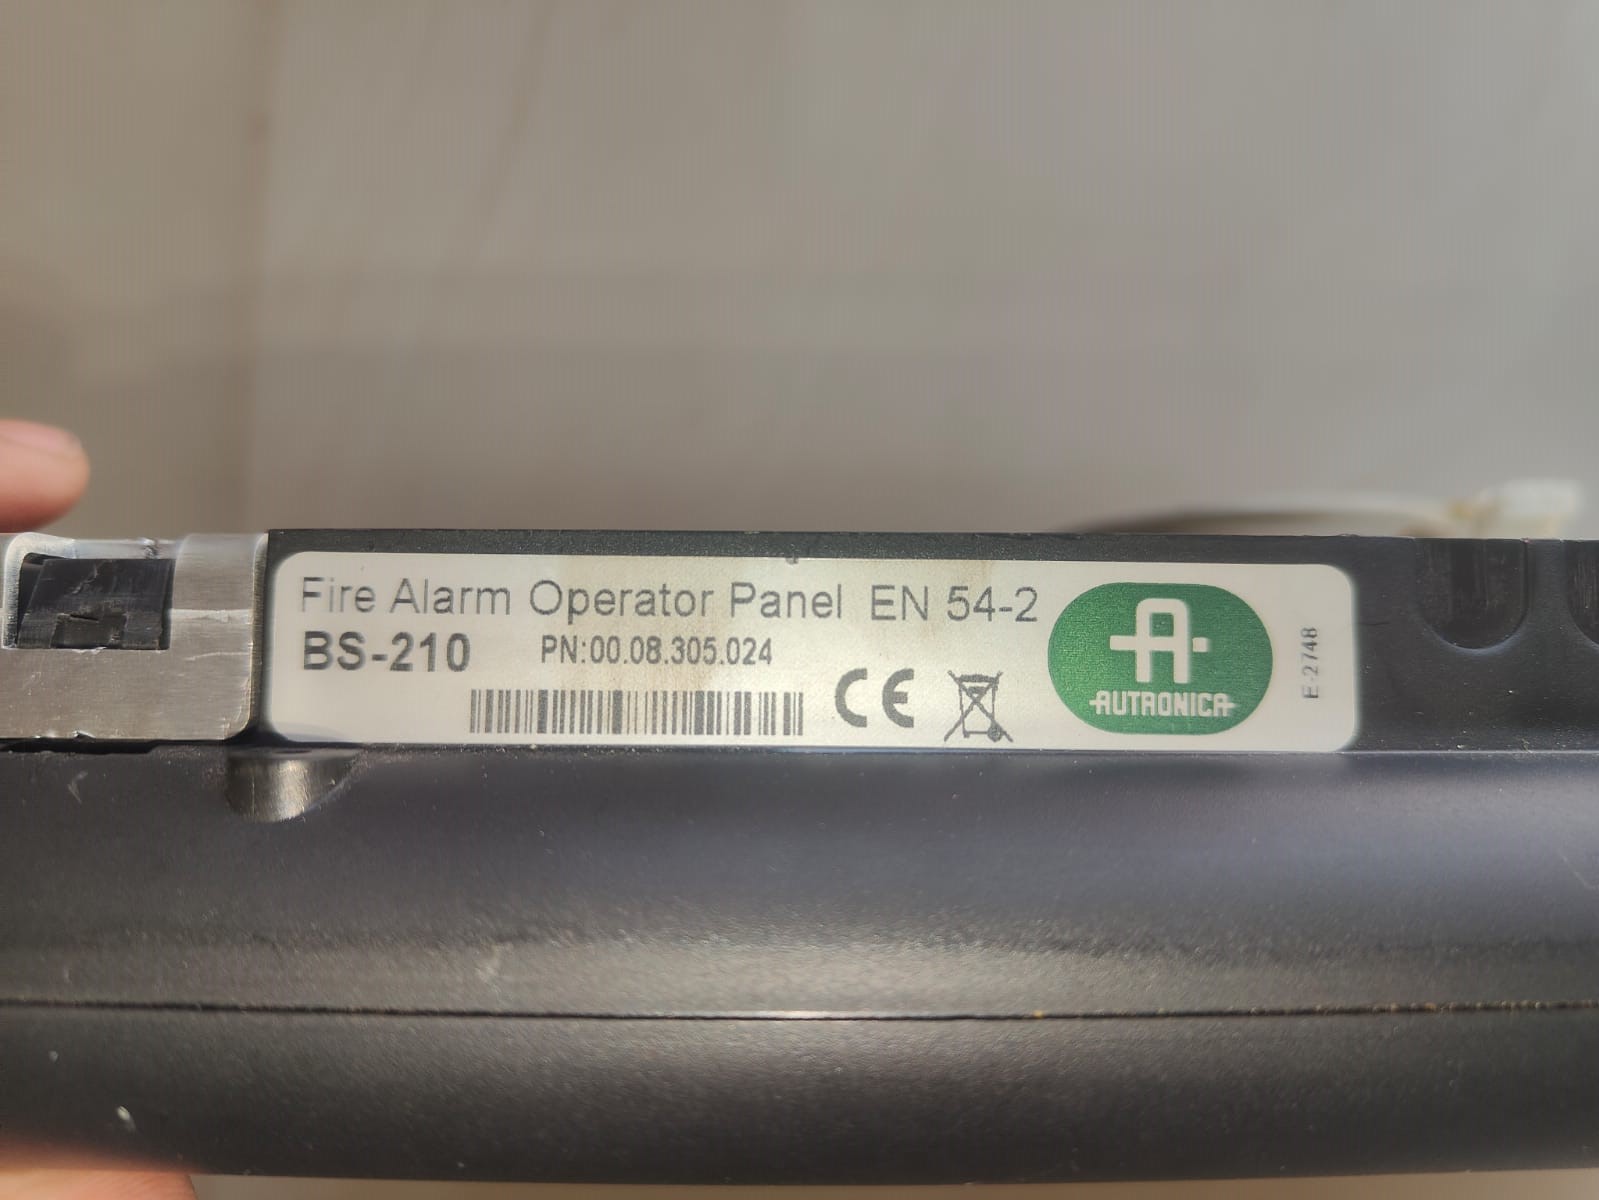 Fire Alarm Operator Panel EN 54-2
BS-210 PN:00.08.305.024
CE
A
AUTRONICA
E-2748